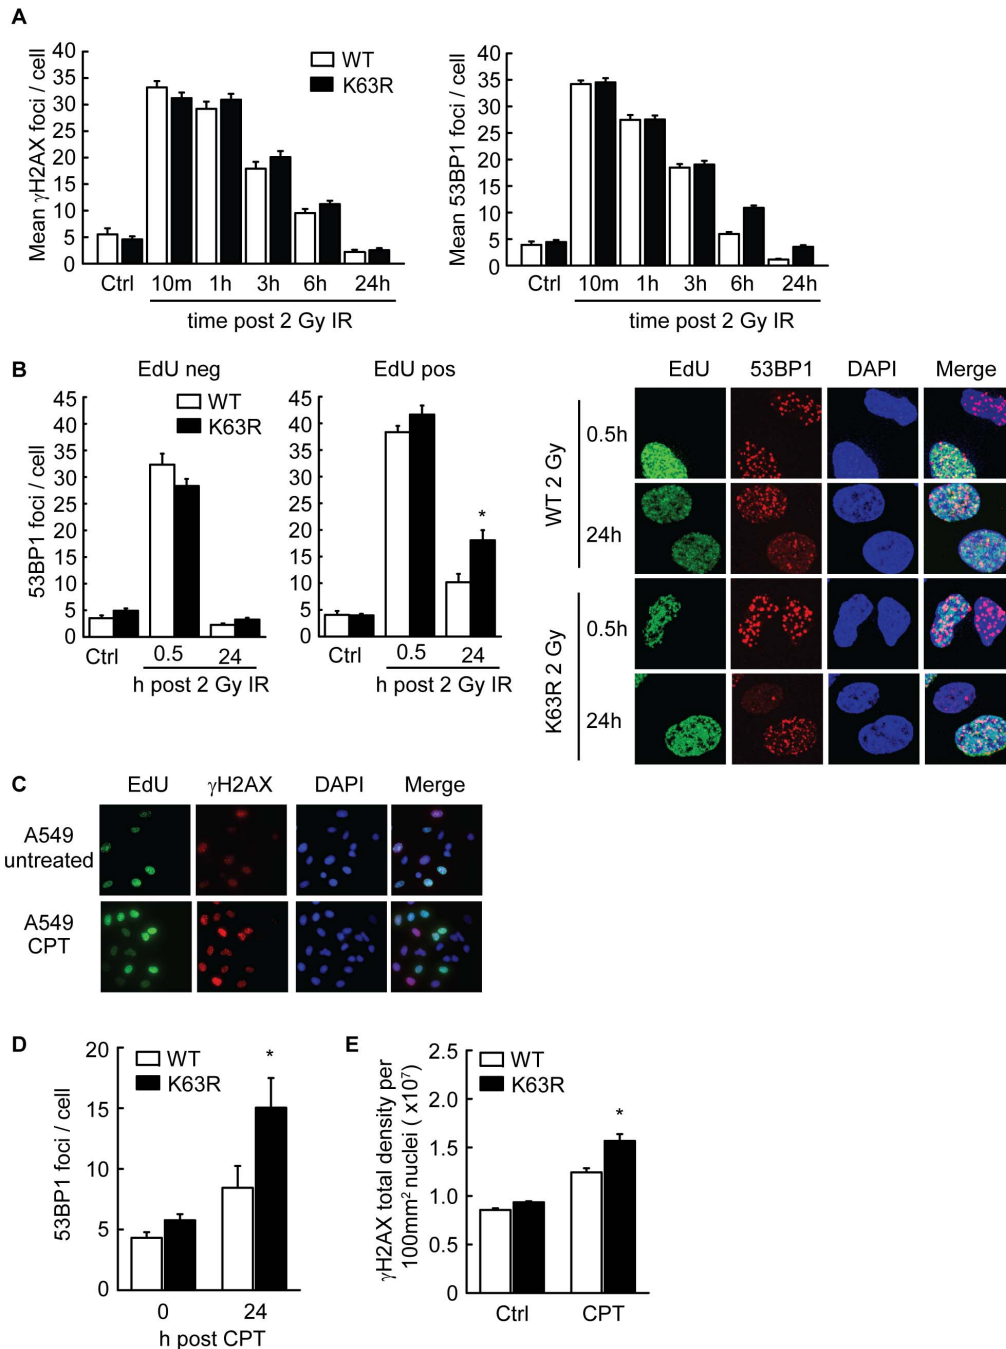 A
Mean γH2AX foci / cell
40
35
30
25
20
15
10
5
0
WT
K63R
Ctrl 10m 1h 3h 6h 24h
time post 2 Gy IR
Mean 53BP1 foci / cell
40
35
30
25
20
15
10
5
0
Ctrl 10m 1h 3h 6h 24h
time post 2 Gy IR
B
EdU neg
53BP1 foci / cell
45
40
35
30
25
20
15
10
5
0
WT
K63R
Ctrl 0.5 24
h post 2 Gy IR
EdU pos
45
40
35
30
25
20
15
10
5
0
*
Ctrl 0.5 24
h post 2 Gy IR
EdU 53BP1 DAPI Merge
WT 2 Gy
0.5h
24h
K63R 2 Gy
0.5h
24h
C
EdU γH2AX DAPI Merge
A549
untreated
A549
CPT
D
53BP1 foci / cell
20
15
10
5
0
WT
K63R
*
0 24
h post CPT
E
γH2AX total density per
100mm² nuclei ( x10⁷)
2.5
2.0
1.5
1.0
0.5
0
WT
K63R
*
Ctrl CPT